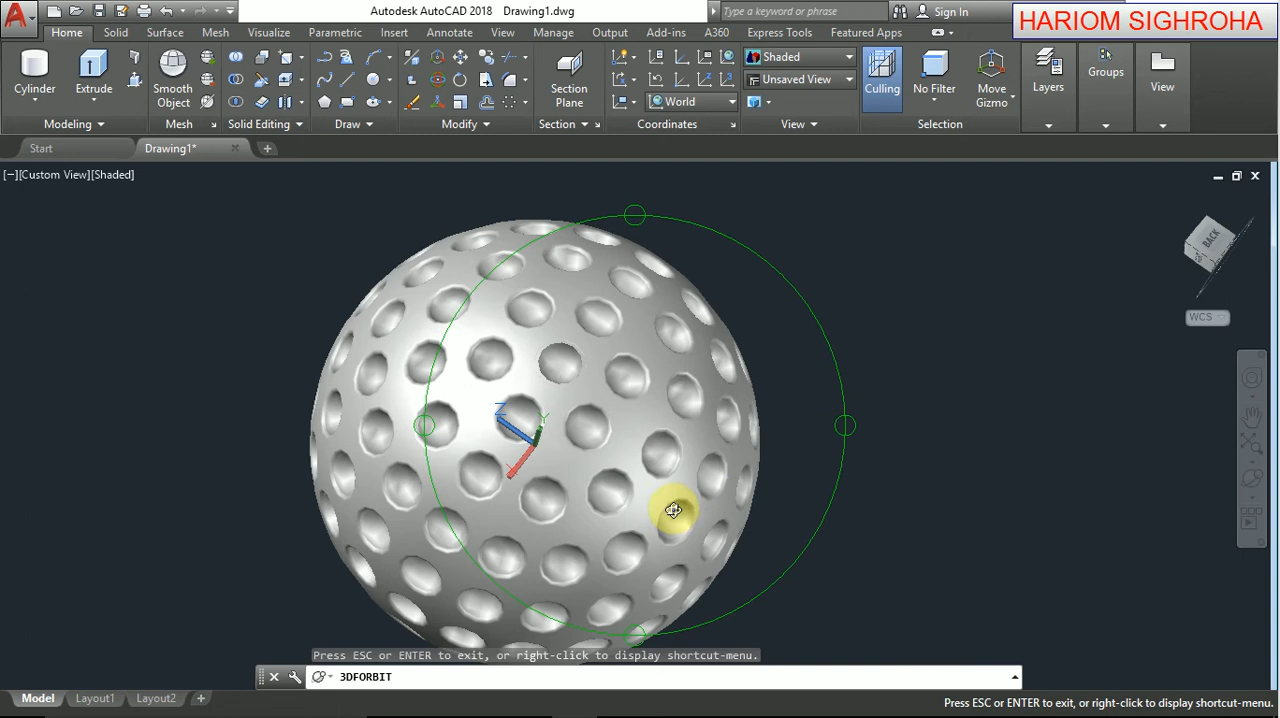 Autodesk AutoCAD 2018 Drawing1.dwg
Type a keyword or phrase
Sign In
HARIOM SIGHROHA
Home Solid Surface Mesh Visualize Parametric Insert Annotate View Manage Output Add-ins A360 Express Tools Featured Apps
Cylinder
Extrude
Smooth
Object
Section
Plane
Shaded
Unsaved View
World
Culling
No Filter
Move
Gizmo
Layers
Groups
View
Modeling Mesh Solid Editing Draw Modify Section Coordinates View Selection
Start
Drawing1*
[−][Custom View][Shaded]
BACK
WCS
Z
Y
X
Press ESC or ENTER to exit, or right-click to display shortcut-menu.
3DFORBIT
Model Layout1 Layout2 +
Press ESC or ENTER to exit, or right-click to display shortcut-menu.